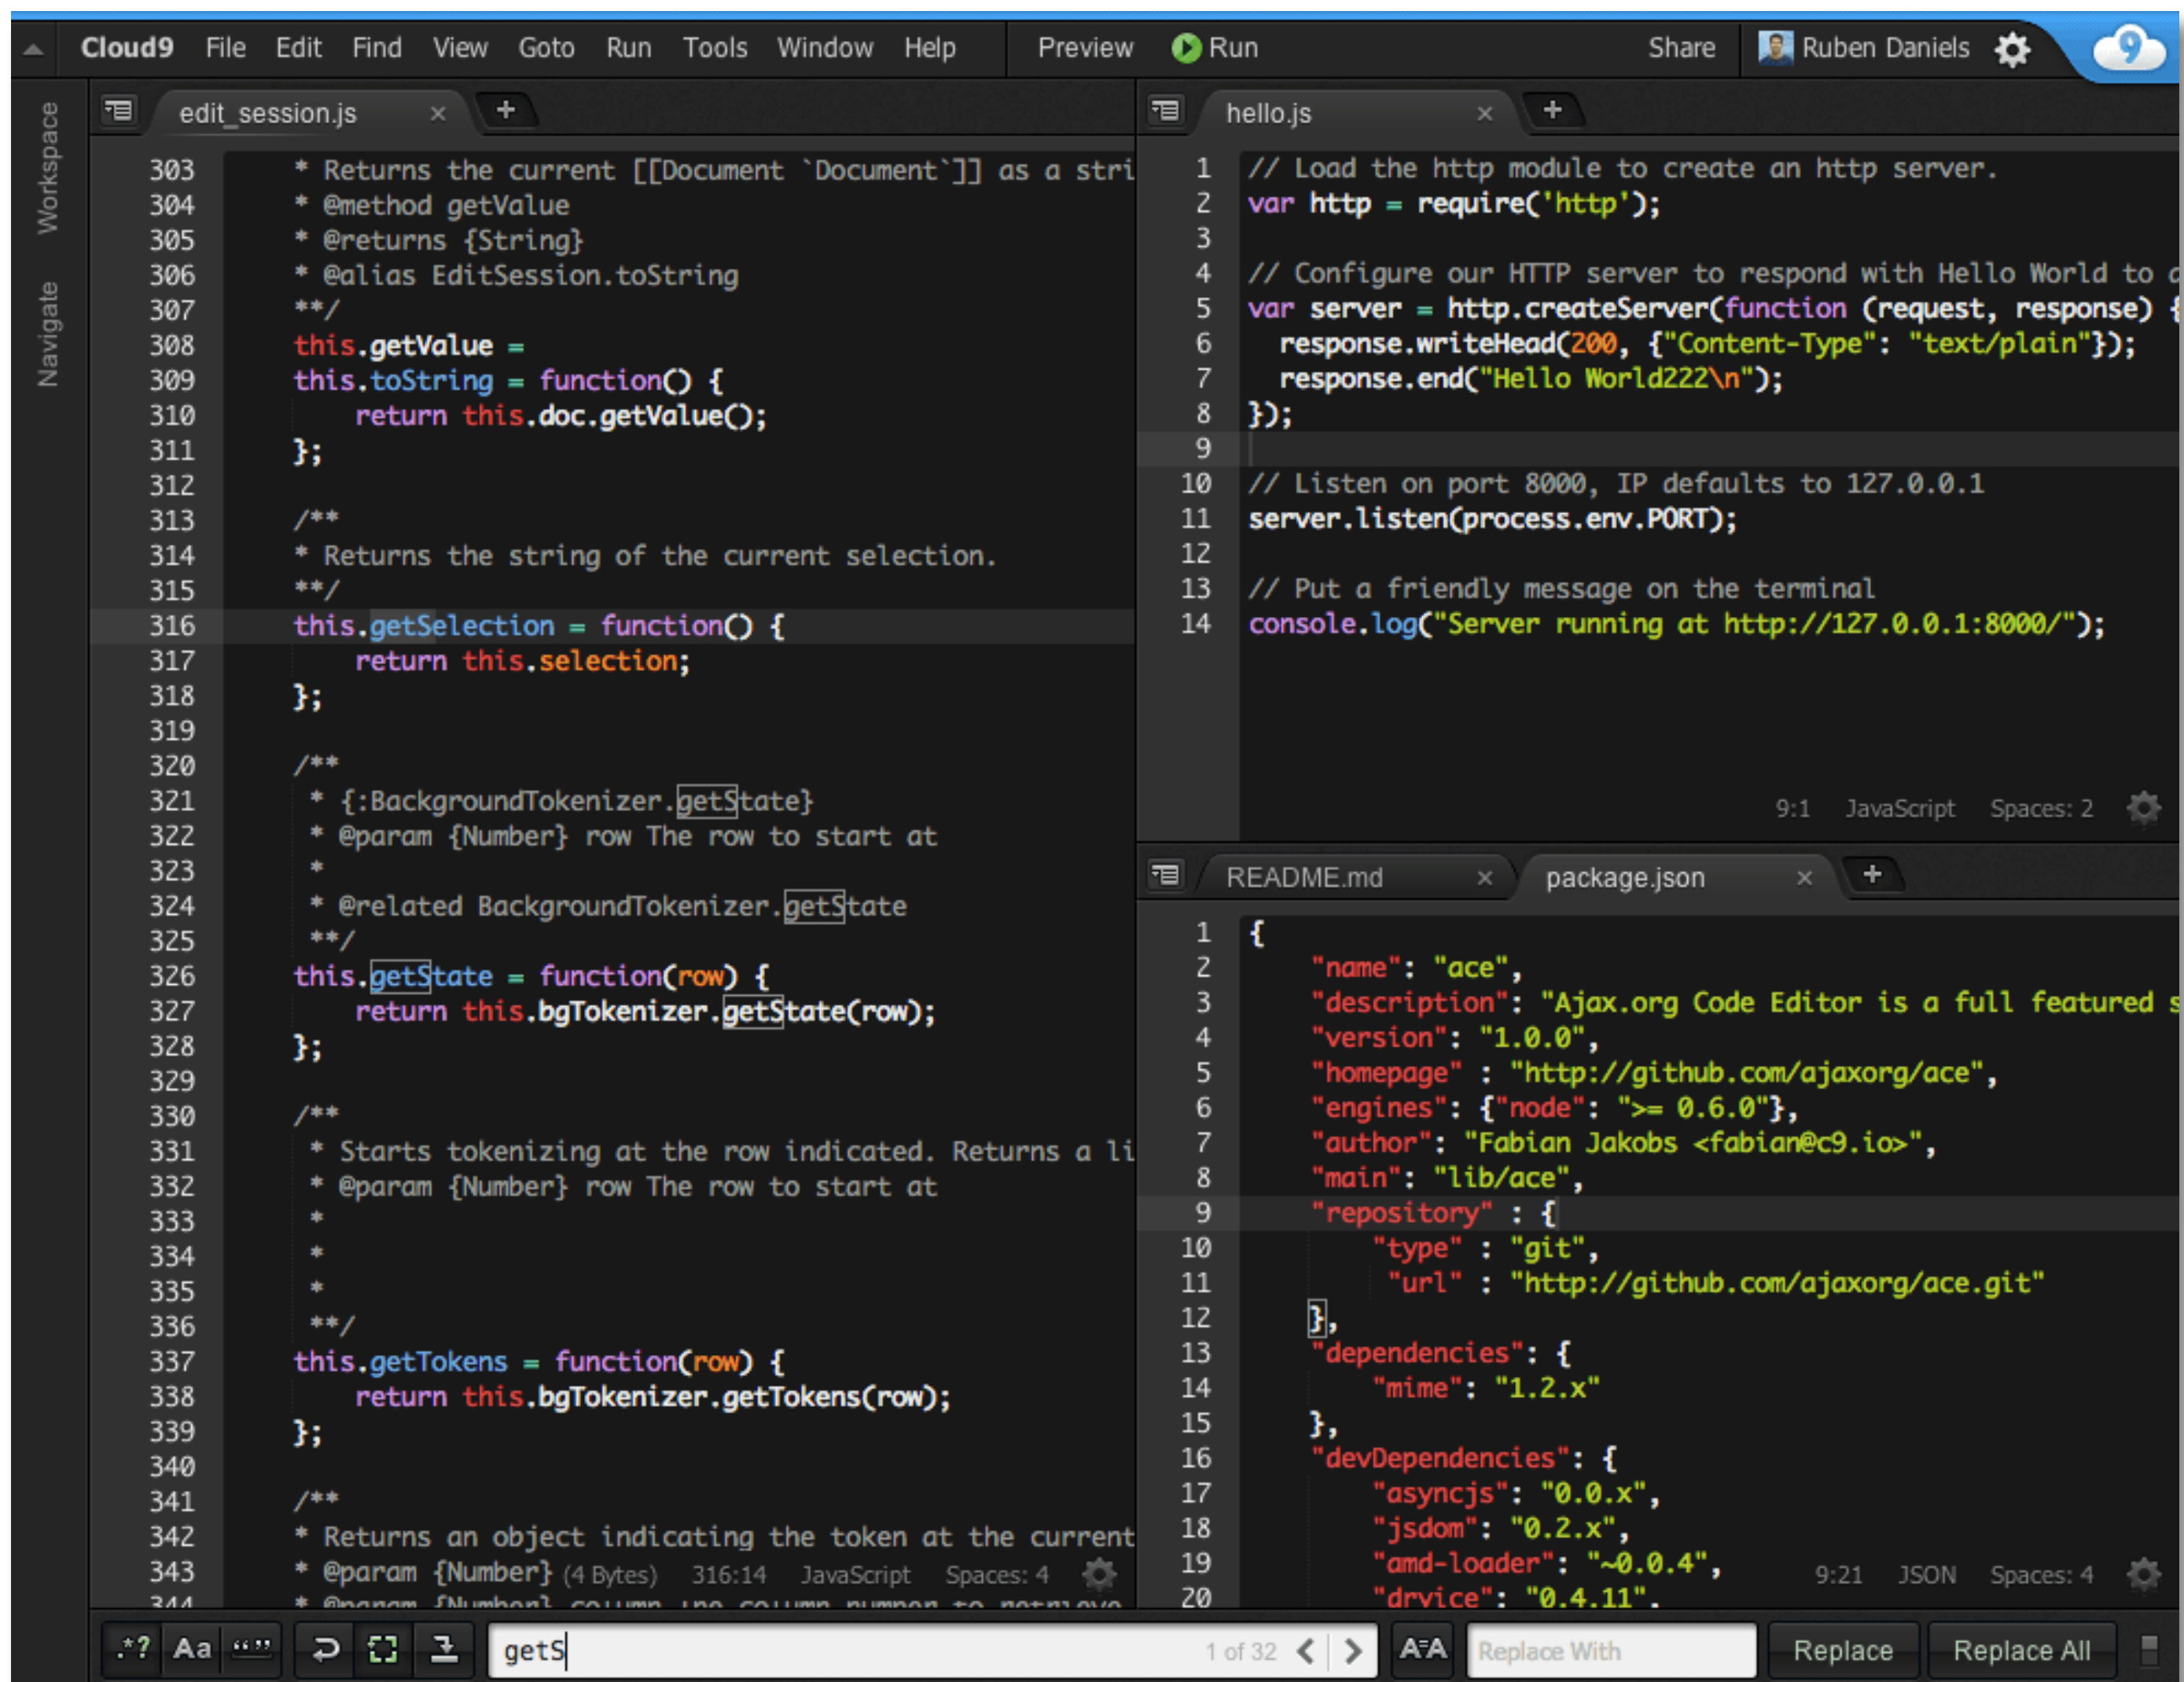 Cloud9 File Edit Find View Goto Run Tools Window Help Preview Run Share Ruben Daniels 9
Workspace
Navigate
edit_session.js × +
303 * Returns the current [[Document `Document`]] as a stri
304 * @method getValue
305 * @returns {String}
306 * @alias EditSession.toString
307 **/
308 this.getValue =
309 this.toString = function() {
310 return this.doc.getValue();
311 };
312
313 /**
314 * Returns the string of the current selection.
315 **/
316 this.getSelection = function() {
317 return this.selection;
318 };
319
320 /**
321 * {:BackgroundTokenizer.getState}
322 * @param {Number} row The row to start at
323 *
324 * @related BackgroundTokenizer.getState
325 **/
326 this.getState = function(row) {
327 return this.bgTokenizer.getState(row);
328 };
329
330 /**
331 * Starts tokenizing at the row indicated. Returns a li
332 * @param {Number} row The row to start at
333 *
334 *
335 *
336 **/
337 this.getTokens = function(row) {
338 return this.bgTokenizer.getTokens(row);
339 };
340
341 /**
342 * Returns an object indicating the token at the current
343 * @param {Number} (4 Bytes) 316:14 JavaScript Spaces: 4
344 * @param {Number} column The column number to retrieve
hello.js × +
1 // Load the http module to create an http server.
2 var http = require('http');
3
4 // Configure our HTTP server to respond with Hello World to
5 var server = http.createServer(function (request, response) {
6 response.writeHead(200, {"Content-Type": "text/plain"});
7 response.end("Hello World222\n");
8 });
9
10 // Listen on port 8000, IP defaults to 127.0.0.1
11 server.listen(process.env.PORT);
12
13 // Put a friendly message on the terminal
14 console.log("Server running at http://127.0.0.1:8000/");
9:1 JavaScript Spaces: 2
README.md × package.json × +
1 {
2 "name": "ace",
3 "description": "Ajax.org Code Editor is a full featured s
4 "version": "1.0.0",
5 "homepage" : "http://github.com/ajaxorg/ace",
6 "engines": {"node": ">= 0.6.0"},
7 "author": "Fabian Jakobs <fabian@c9.io>",
8 "main": "lib/ace",
9 "repository" : {
10 "type" : "git",
11 "url" : "http://github.com/ajaxorg/ace.git"
12 },
13 "dependencies": {
14 "mime": "1.2.x"
15 },
16 "devDependencies": {
17 "asyncjs": "0.0.x",
18 "jsdom": "0.2.x",
19 "amd-loader": "~0.0.4",
9:21 JSON Spaces: 4
20 "dryice": "0.4.11",
.*? Aa “” getS 1 of 32 < > A=A Replace With Replace Replace All